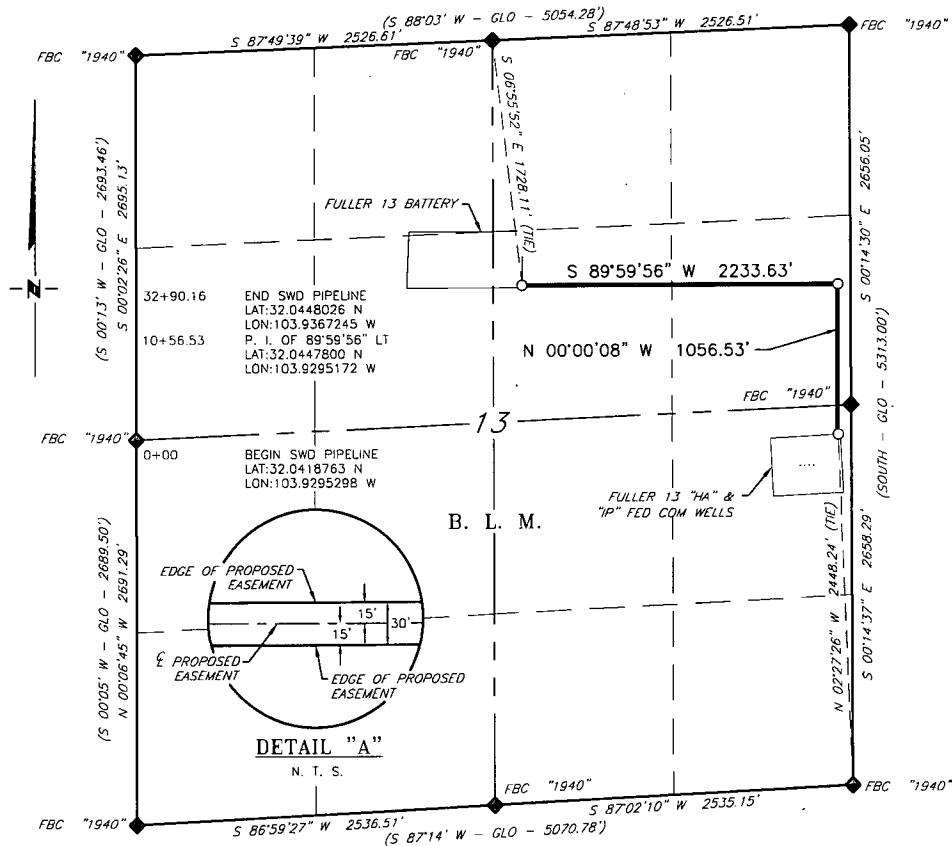 (S 88°03' W - GLO - 5054.28')
S 87°49'39" W 2526.61'
S 87°48'53" W 2526.51'
FBC "1940"
FBC "1940"
FBC "1940"
(S 00°13' W - GLO - 2693.46')
S 00°02'26" E 2695.13'
S 06°55'52" E 1728.11' (TIE)
S 00°14'30" E 2656.05'
FULLER 13 BATTERY
N
S 89°59'56" W 2233.63'
32+90.16 END SWD PIPELINE
LAT:32.0448026 N
LON:103.9367245 W
10+56.53 P. I. OF 89°59'56" LT
LAT:32.0447800 N
LON:103.9295172 W
N 00°00'08" W 1056.53'
(SOUTH - GLO - 5313.00')
FBC "1940"
FBC "1940"
13
0+00 BEGIN SWD PIPELINE
LAT:32.0418763 N
LON:103.9295298 W
FULLER 13 "HA" &
"IP" FED COM WELLS
B. L. M.
(S 00°05' W - GLO - 2689.50')
N 00°06'45" W 2691.29'
N 02°27'26" W 2448.24' (TIE)
S 00°14'37" E 2658.29'
EDGE OF PROPOSED
EASEMENT
15'
15'
30'
℄ PROPOSED
EASEMENT
EDGE OF PROPOSED
EASEMENT
DETAIL "A"
N. T. S.
FBC "1940"
FBC "1940"
FBC "1940"
S 86°59'27" W 2536.51'
S 87°02'10" W 2535.15'
(S 87°14' W - GLO - 5070.78')